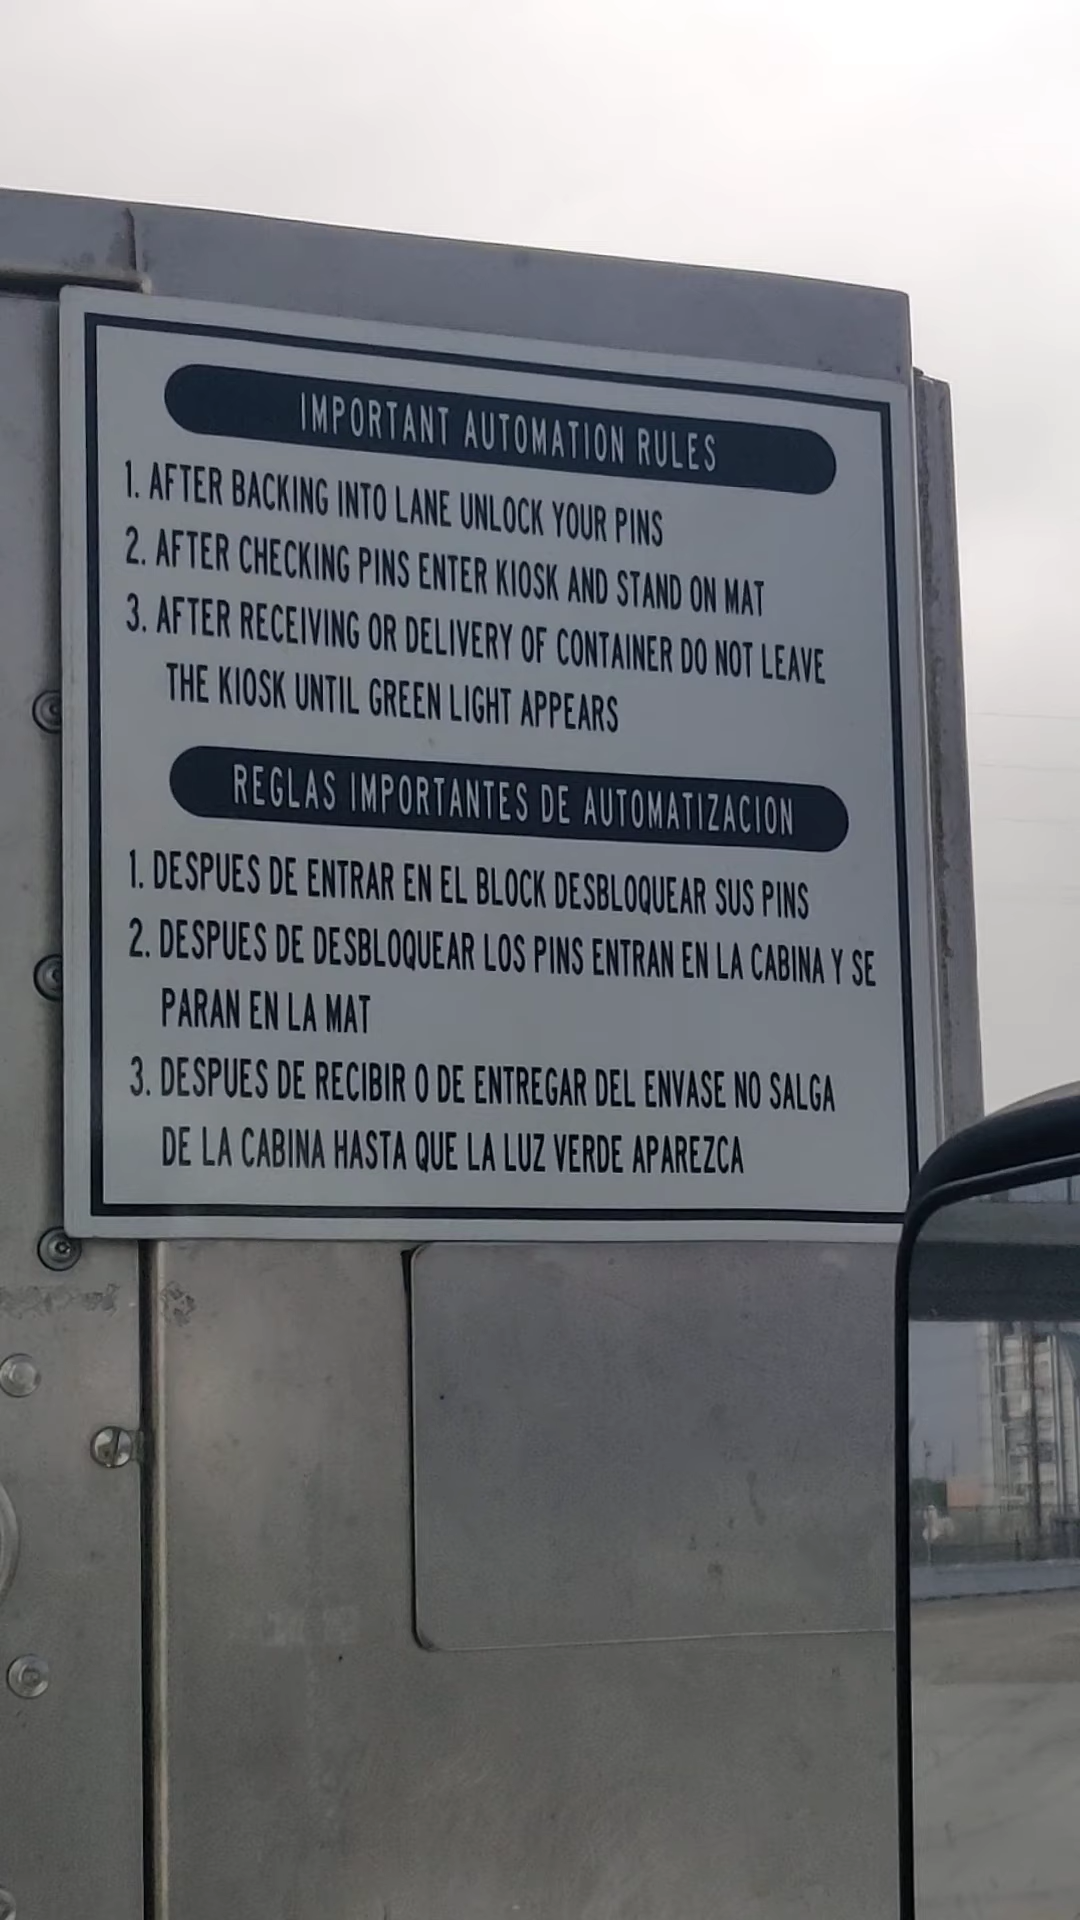 IMPORTANT AUTOMATION RULES
1. AFTER BACKING INTO LANE UNLOCK YOUR PINS
2. AFTER CHECKING PINS ENTER KIOSK AND STAND ON MAT
3. AFTER RECEIVING OR DELIVERY OF CONTAINER DO NOT LEAVE
THE KIOSK UNTIL GREEN LIGHT APPEARS
REGLAS IMPORTANTES DE AUTOMATIZACION
1. DESPUES DE ENTRAR EN EL BLOCK DESBLOQUEAR SUS PINS
2. DESPUES DE DESBLOQUEAR LOS PINS ENTRAN EN LA CABINA Y SE
PARAN EN LA MAT
3. DESPUES DE RECIBIR O DE ENTREGAR DEL ENVASE NO SALGA
DE LA CABINA HASTA QUE LA LUZ VERDE APAREZCA